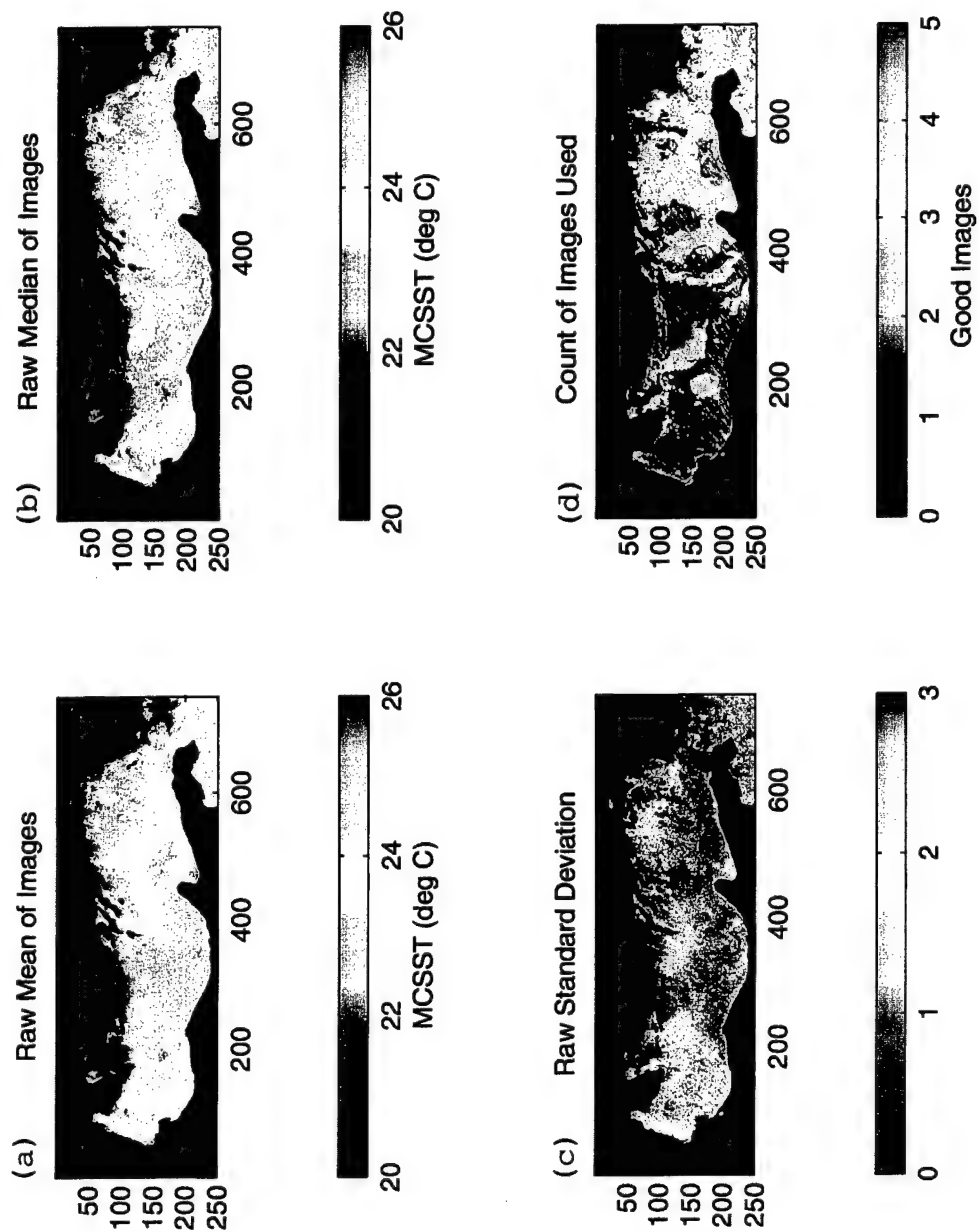 (a) Raw Mean of Images
50
100
150
200
250
200 400 600
20 22 24 26
MCSST (deg C)
(b) Raw Median of Images
50
100
150
200
250
200 400 600
20 22 24 26
MCSST (deg C)
(c) Raw Standard Deviation
50
100
150
200
250
200 400 600
0 1 2 3
(d) Count of Images Used
50
100
150
200
250
200 400 600
0 1 2 3 4 5
Good Images